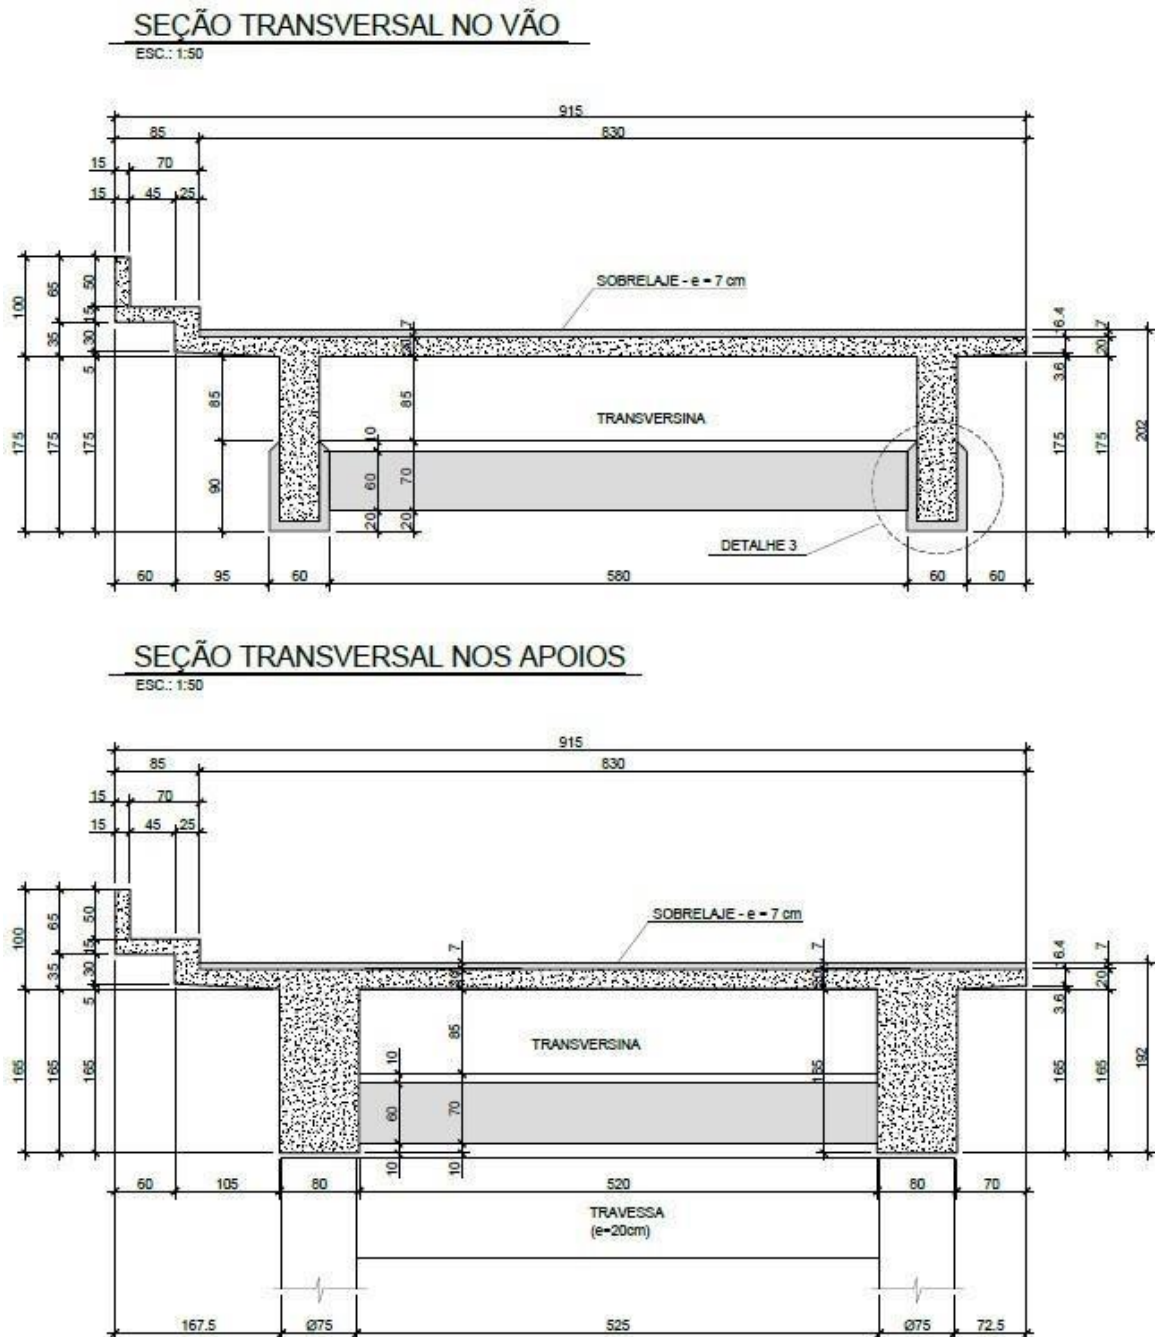 SEÇÃO TRANSVERSAL NO VÃO
ESC.: 1:50
915
85 830
15 70
15 45 25
SOBRELAJE - e = 7 cm
100 65 50 15 35 30 5
7 6.4 7 20 3.6
85 85
TRANSVERSINA
175 175 175 90 10 60 70 20 20 175 175 202
DETALHE 3
60 95 60 580 60 60
SEÇÃO TRANSVERSAL NOS APOIOS
ESC.: 1:50
915
85 830
15 70
15 45 25
SOBRELAJE - e = 7 cm
100 65 50 15 35 30 5
7 7 6.4 7 20 3.6
85
TRANSVERSINA
165 165 165 10 60 70 10 10 165 165 165 192
60 105 80 520 80 70
TRAVESSA
(e=20cm)
167.5 Ø75 525 Ø75 72.5